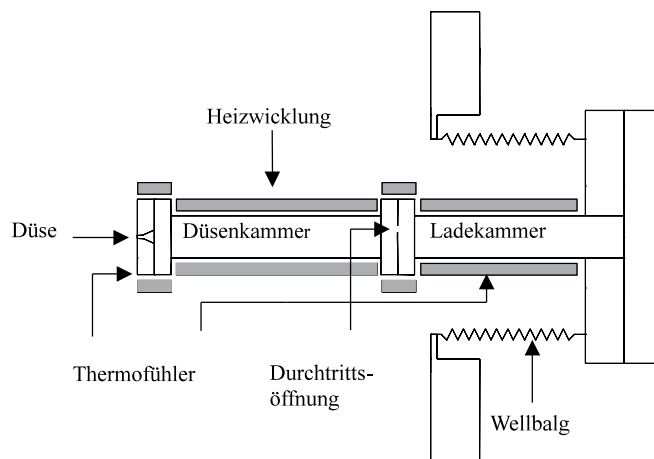 Heizwicklung
Düse
Düsenkammer
Ladekammer
Thermofühler
Durchtritts-
öffnung
Wellbalg